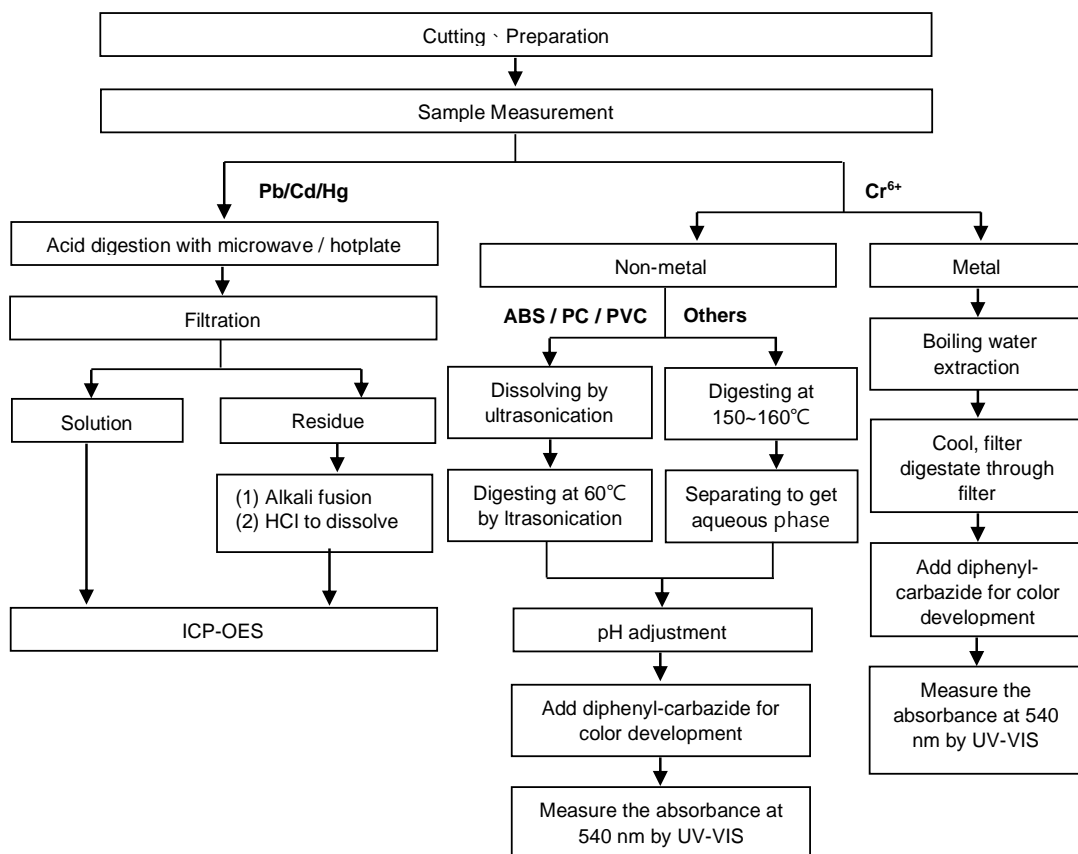 Cutting、Preparation
Sample Measurement
Pb/Cd/Hg
Acid digestion with microwave / hotplate
Filtration
Solution
Residue
(1) Alkali fusion
(2) HCl to dissolve
ICP-OES
Cr⁶⁺
Non-metal
ABS / PC / PVC
Others
Dissolving by
ultrasonication
Digesting at 60℃
by ltrasonication
Digesting at
150~160℃
Separating to get
aqueous phase
pH adjustment
Add diphenyl-carbazide for
color development
Measure the absorbance at
540 nm by UV-VIS
Metal
Boiling water
extraction
Cool, filter
digestate through
filter
Add diphenyl-
carbazide for color
development
Measure the
absorbance at 540
nm by UV-VIS